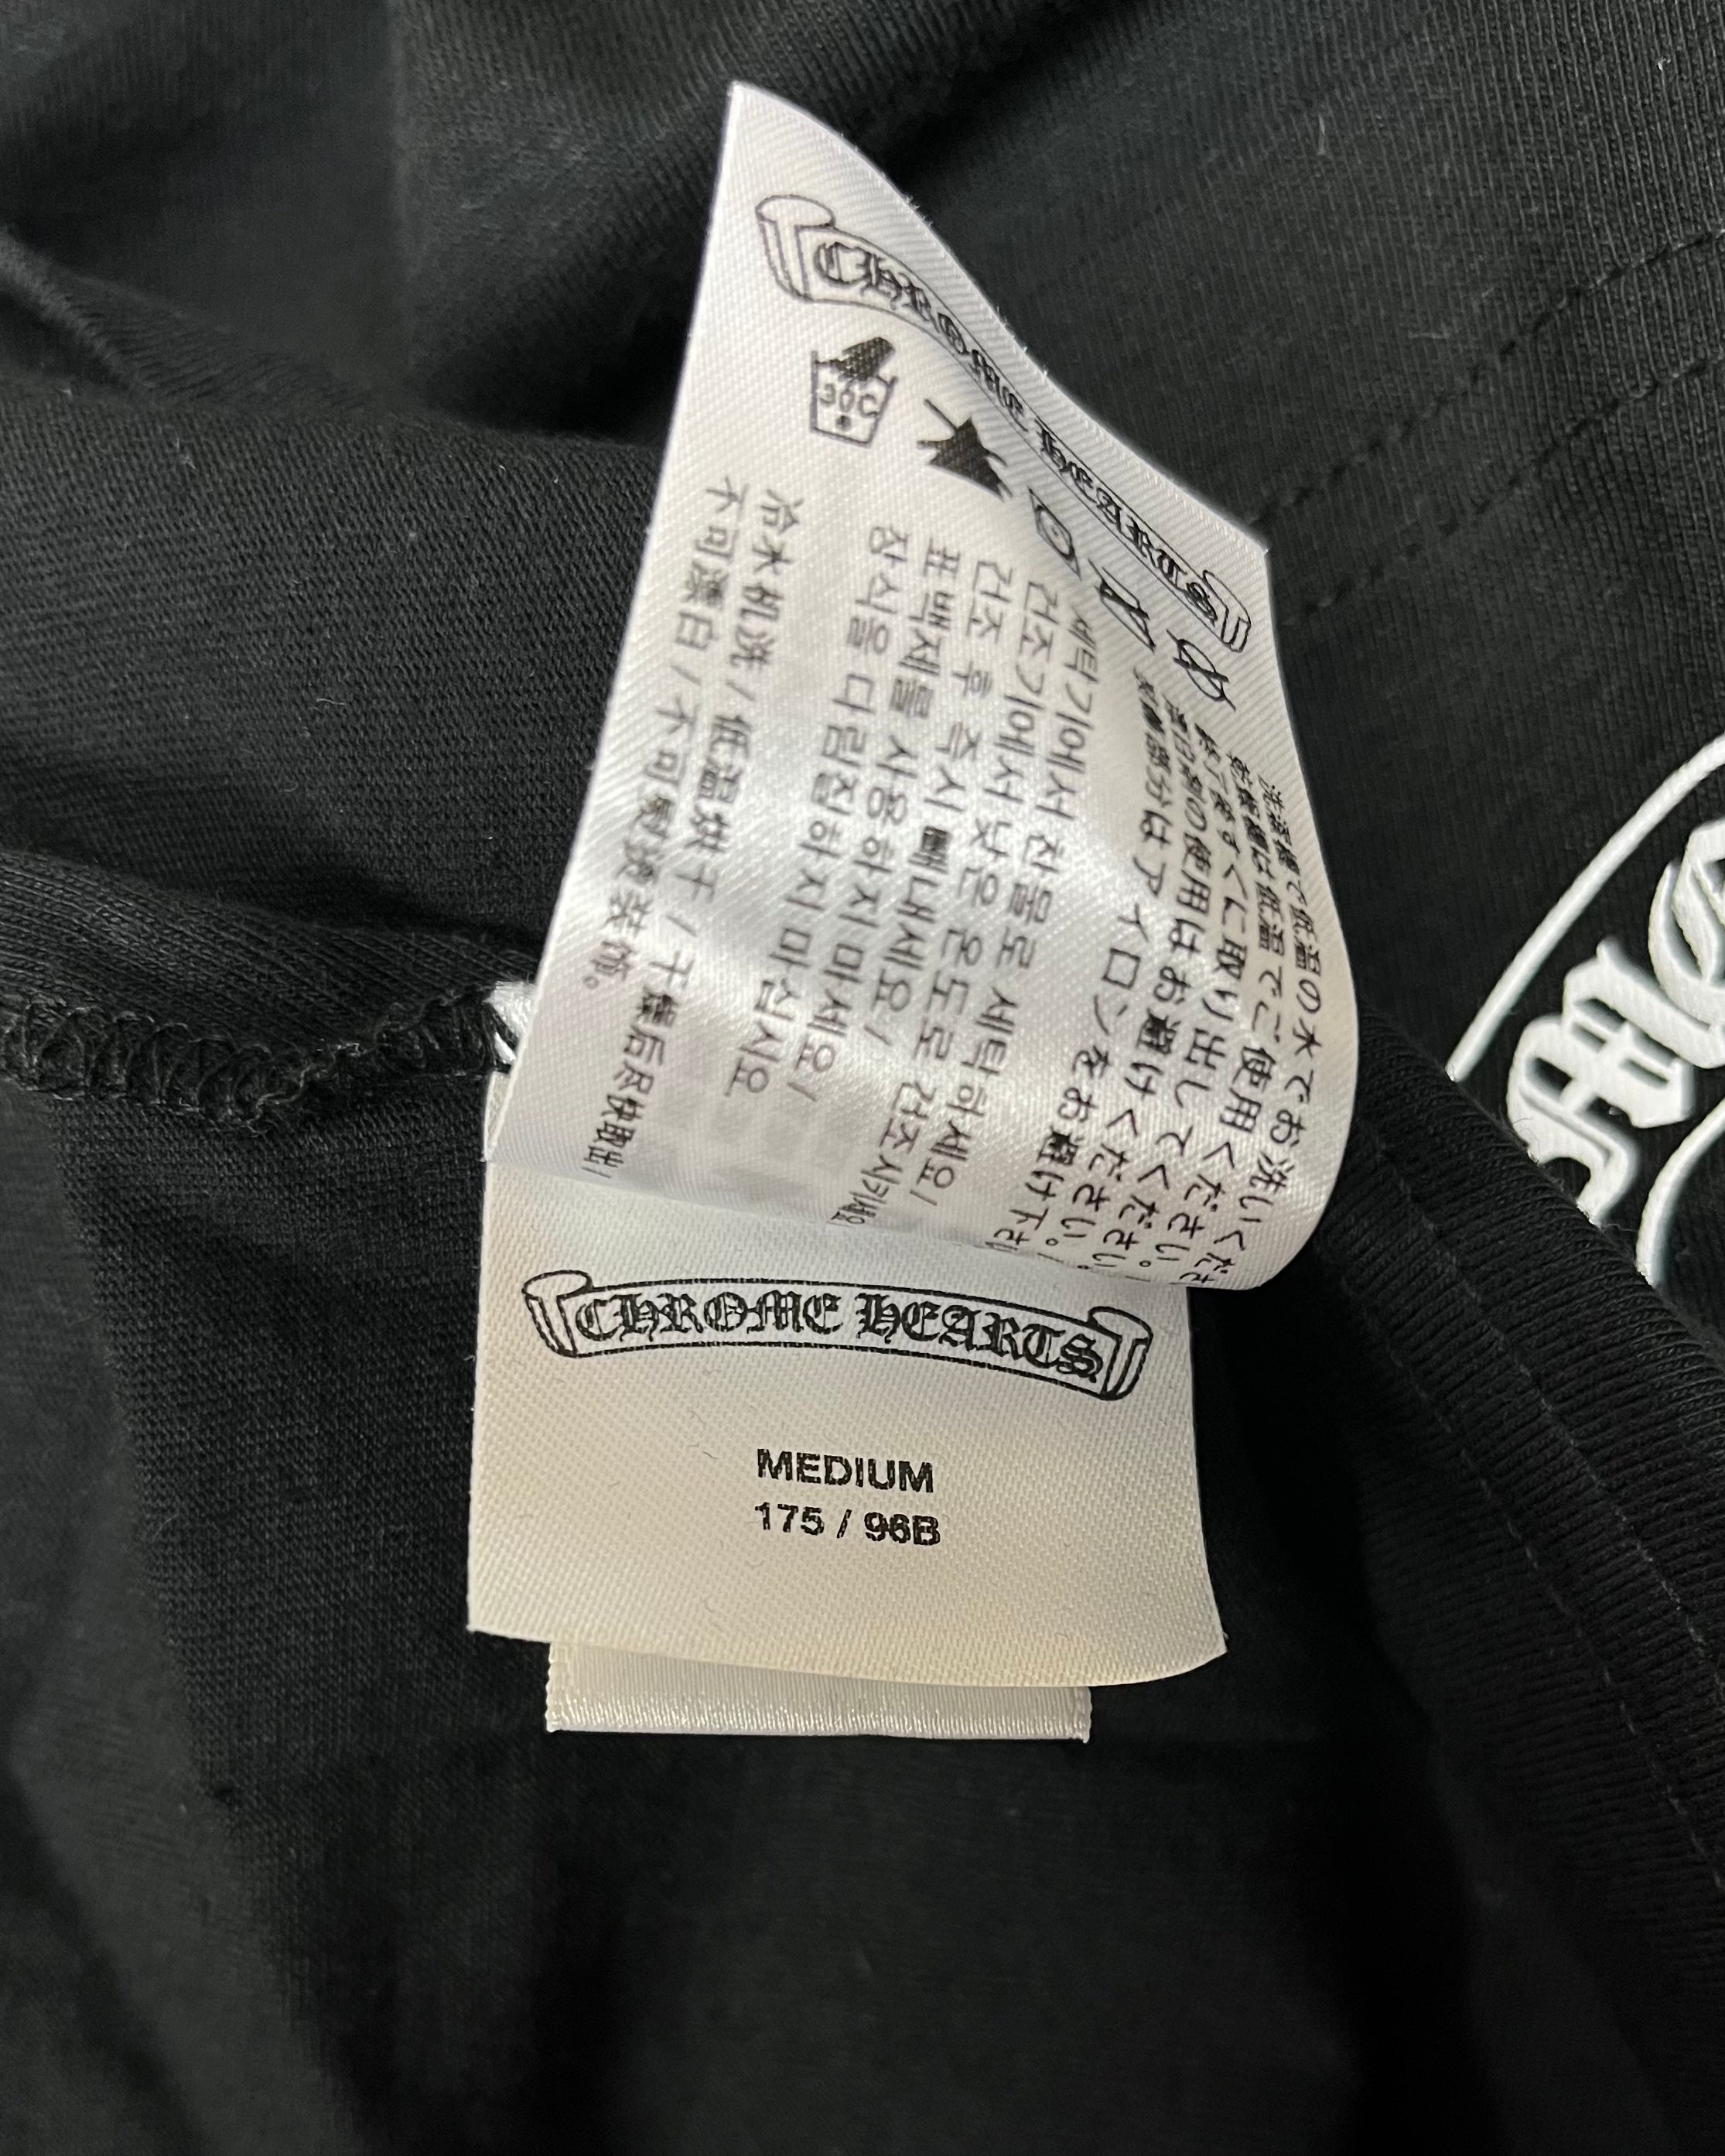 CHROME HEARTS
30C
洗濯機で低温の水でお洗いくださ
乾燥機は低温でご使用ください。/
終了後すぐに取り出してください。
漂白剤の使用はお避けください。/
装飾部分はアイロンをお避け下さい
세탁기에서 찬물로 세탁하세요/
건조기에서 낮은 온도로 건조시키세요
건조 후 즉시 빼내세요/
표백제를 사용하지 마세요/
장식을 다림질하지 마십시오
冷水机洗/低温烘干/干燥后尽快取出/
不可漂白/不可熨烫装饰。
CHROME HEARTS
MEDIUM
175 / 96B